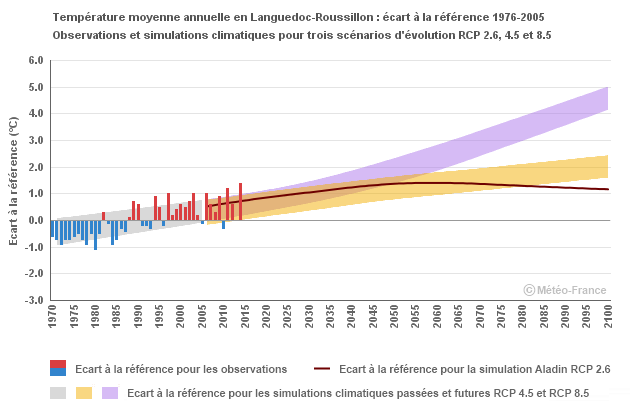 Température moyenne annuelle en Languedoc-Roussillon : écart à la référence 1976-2005
Observations et simulations climatiques pour trois scénarios d'évolution RCP 2.6, 4.5 et 8.5
Ecart à la référence (°C)
6.0
5.0
4.0
3.0
2.0
1.0
0.0
-1.0
-2.0
-3.0
© Météo-France
1970 1975 1980 1985 1990 1995 2000 2005 2010 2015 2020 2025 2030 2035 2040 2045 2050 2055 2060 2065 2070 2075 2080 2085 2090 2095 2100
Ecart à la référence pour les observations
Ecart à la référence pour la simulation Aladin RCP 2.6
Ecart à la référence pour les simulations climatiques passées et futures RCP 4.5 et RCP 8.5